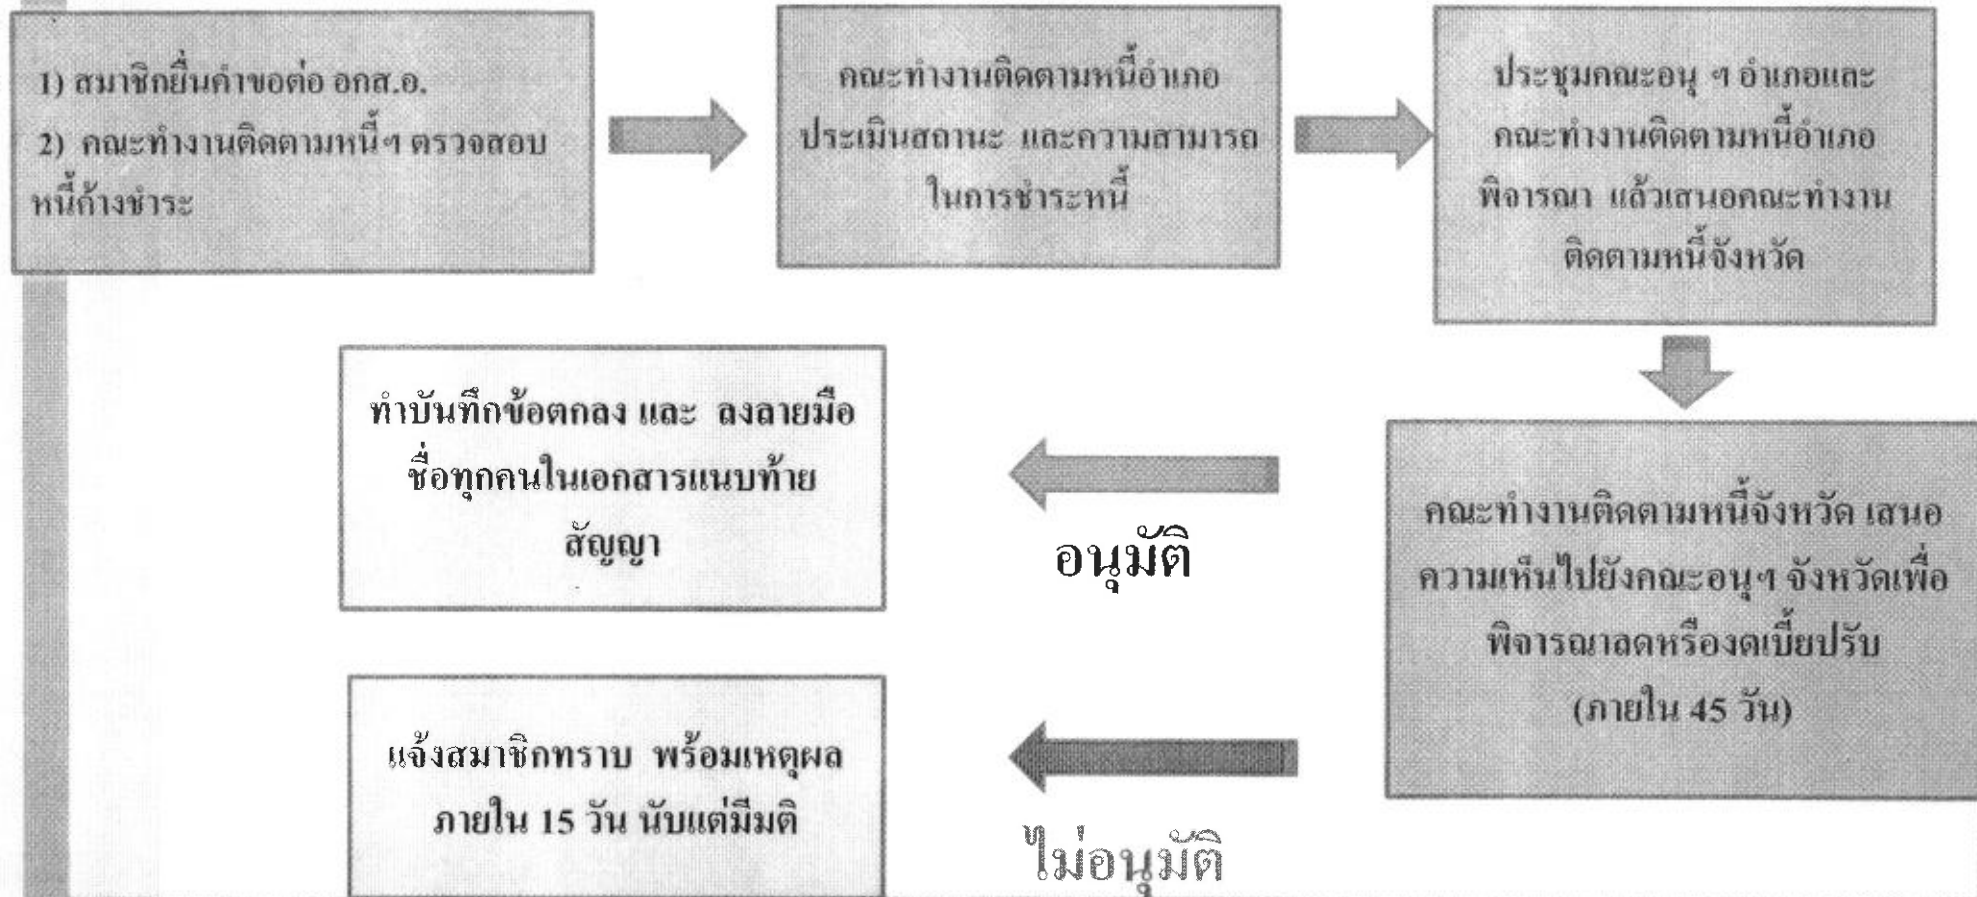 1) สมาชิกยื่นคำขอต่อ อกส.อ.
2) คณะทำงานติดตามหนี้ฯ ตรวจสอบ
หนี้ก้างชำระ
คณะทำงานติดตามหนี้อำเภอ
ประเมินสถานะ และความสามารถ
ในการชำระหนี้
ประชุมคณะอนุ ฯ อำเภอและ
คณะทำงานติดตามหนี้อำเภอ
พิจารณา แล้วเสนอคณะทำงาน
ติดตามหนี้จังหวัด
คณะทำงานติดตามหนี้จังหวัด เสนอ
ความเห็นไปยังคณะอนุฯ จังหวัดเพื่อ
พิจารณาลดหรืองดเบี้ยปรับ
(ภายใน 45 วัน)
อนุมัติ
ทำบันทึกข้อตกลง และ ลงลายมือ
ชื่อทุกคนในเอกสารแนบท้าย
สัญญา
ไม่อนุมัติ
แจ้งสมาชิกทราบ พร้อมเหตุผล
ภายใน 15 วัน นับแต่มีมติ